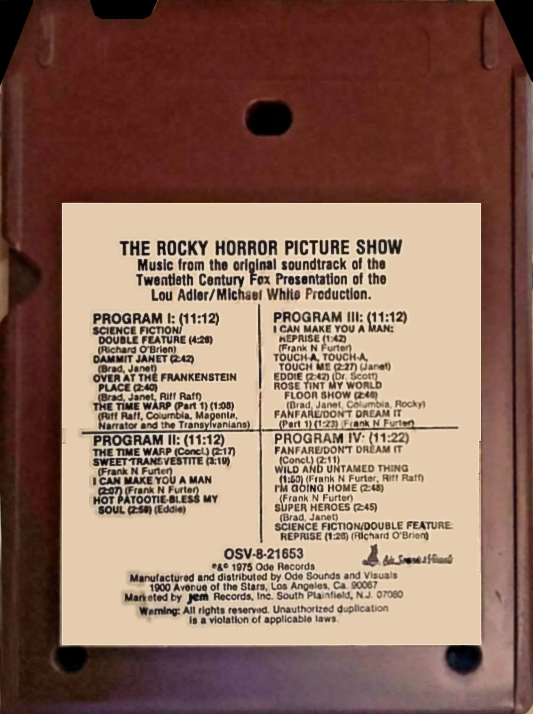 THE ROCKY HORROR PICTURE SHOW
Music from the original soundtrack of the
Twentieth Century Fox Presentation of the
Lou Adler/Michael White Production.
PROGRAM I: (11:12)
SCIENCE FICTION/
DOUBLE FEATURE (4:26)
(Richard O'Brien)
DAMMIT JANET (2:42)
(Brad, Janet)
OVER AT THE FRANKENSTEIN
PLACE (2:40)
(Brad, Janet, Riff Raff)
THE TIME WARP (Part 1) (1:08)
(Riff Raff, Columbia, Magenta,
Narrator and the Transylvanians)
PROGRAM II: (11:12)
THE TIME WARP (Concl.) (2:17)
SWEET TRANSVESTITE (3:19)
(Frank N Furter)
I CAN MAKE YOU A MAN
(2:07) (Frank N Furter)
HOT PATOOTIE-BLESS MY
SOUL (2:58) (Eddie)
PROGRAM III: (11:12)
I CAN MAKE YOU A MAN:
REPRISE (1:42)
(Frank N Furter)
TOUCH-A, TOUCH-A,
TOUCH ME (2:27) (Janet)
EDDIE (2:42) (Dr. Scott)
ROSE TINT MY WORLD
FLOOR SHOW (2:46)
(Brad, Janet, Columbia, Rocky)
FANFARE/DON'T DREAM IT
(Part 1) (1:23) (Frank N Furter)
PROGRAM IV: (11:22)
FANFARE/DON'T DREAM IT
(Concl.) (2:11)
WILD AND UNTAMED THING
(1:50) (Frank N Furter, Riff Raff)
I'M GOING HOME (2:48)
(Frank N Furter)
SUPER HEROES (2:45)
(Brad, Janet)
SCIENCE FICTION/DOUBLE FEATURE:
REPRISE (1:26) (Richard O'Brien)
OSV-8-21653
Ode Sounds & Visuals
℗&© 1975 Ode Records
Manufactured and distributed by Ode Sounds and Visuals
1900 Avenue of the Stars, Los Angeles, Ca. 90067
Marketed by jem Records, Inc. South Plainfield, N.J. 07080
Warning: All rights reserved. Unauthorized duplication
is a violation of applicable laws.